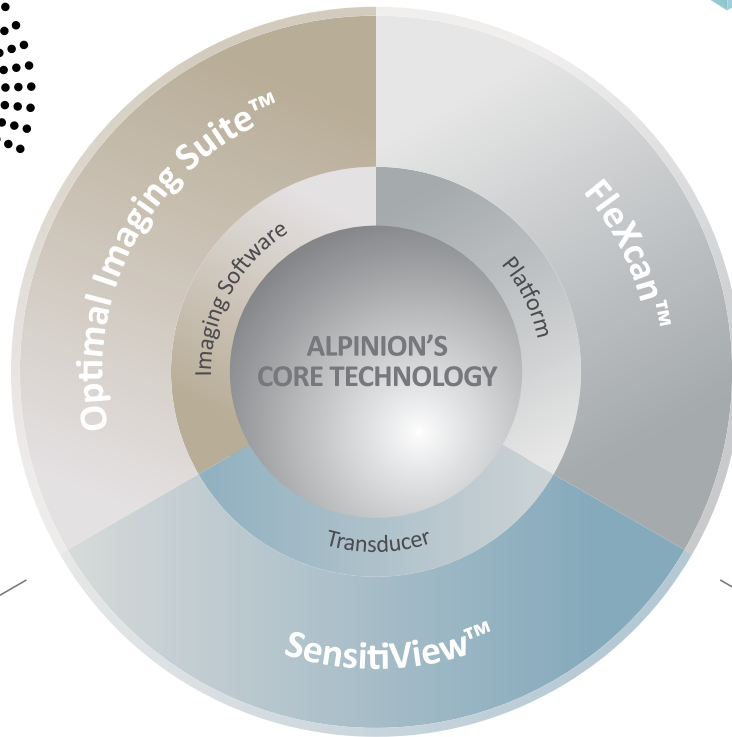 Optimal Imaging Suite™
FleXcan™
Imaging Software
Platform
ALPINION'S
CORE TECHNOLOGY
Transducer
SensitiView™